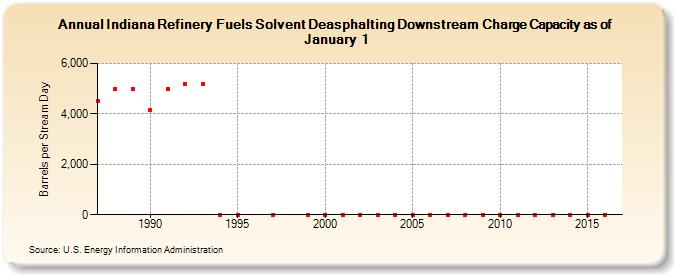 Annual Indiana Refinery Fuels Solvent Deasphalting Downstream Charge Capacity as of
January 1
Barrels per Stream Day
6,000
4,000
2,000
0
1990 1995 2000 2005 2010 2015
Source: U.S. Energy Information Administration